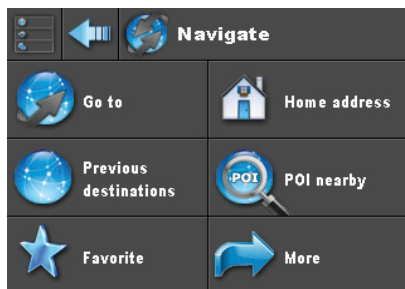 Navigate
Go to
Home address
Previous
destinations
POI
POI nearby
Favorite
More